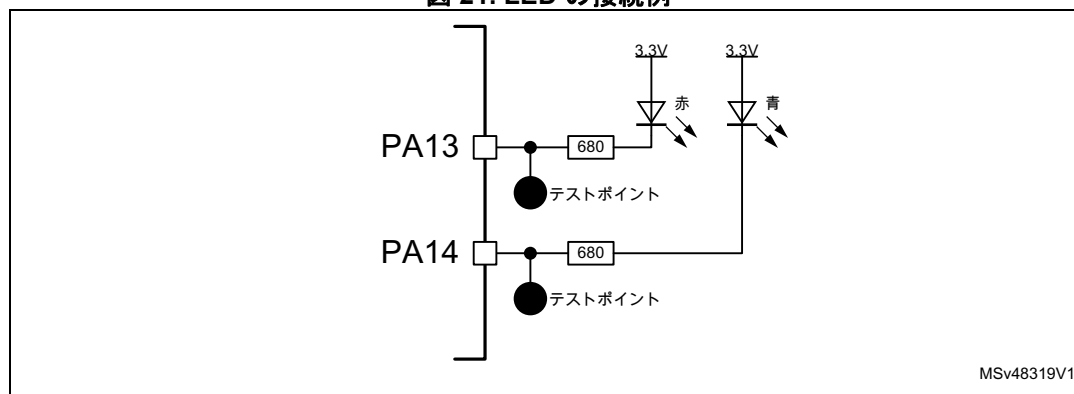 図 21. LED の接続例
3.3V
3.3V
赤
青
PA13
680
テストポイント
PA14
680
テストポイント
MSv48319V1